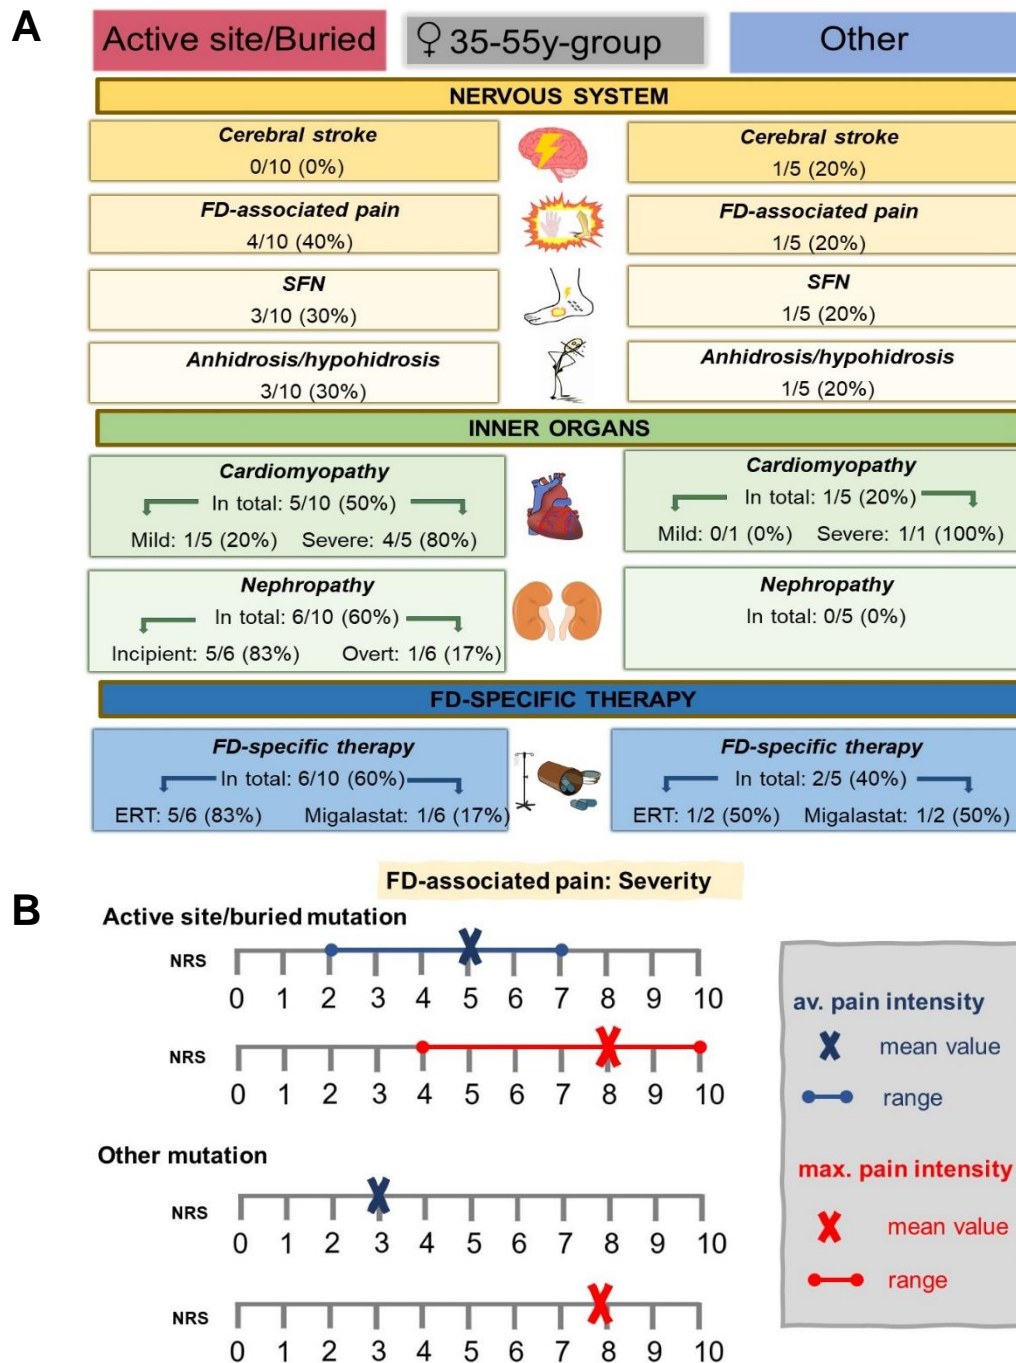 A
Active site/Buried
♀ 35-55y-group
Other
NERVOUS SYSTEM
Cerebral stroke
0/10 (0%)
Cerebral stroke
1/5 (20%)
FD-associated pain
4/10 (40%)
FD-associated pain
1/5 (20%)
SFN
3/10 (30%)
SFN
1/5 (20%)
Anhidrosis/hypohidrosis
3/10 (30%)
Anhidrosis/hypohidrosis
1/5 (20%)
INNER ORGANS
Cardiomyopathy
In total: 5/10 (50%)
Mild: 1/5 (20%) Severe: 4/5 (80%)
Cardiomyopathy
In total: 1/5 (20%)
Mild: 0/1 (0%) Severe: 1/1 (100%)
Nephropathy
In total: 6/10 (60%)
Incipient: 5/6 (83%) Overt: 1/6 (17%)
Nephropathy
In total: 0/5 (0%)
FD-SPECIFIC THERAPY
FD-specific therapy
In total: 6/10 (60%)
ERT: 5/6 (83%) Migalastat: 1/6 (17%)
FD-specific therapy
In total: 2/5 (40%)
ERT: 1/2 (50%) Migalastat: 1/2 (50%)
B
FD-associated pain: Severity
Active site/buried mutation
NRS
0 1 2 3 4 5 6 7 8 9 10
NRS
0 1 2 3 4 5 6 7 8 9 10
Other mutation
NRS
0 1 2 3 4 5 6 7 8 9 10
NRS
0 1 2 3 4 5 6 7 8 9 10
av. pain intensity
mean value
range
max. pain intensity
mean value
range